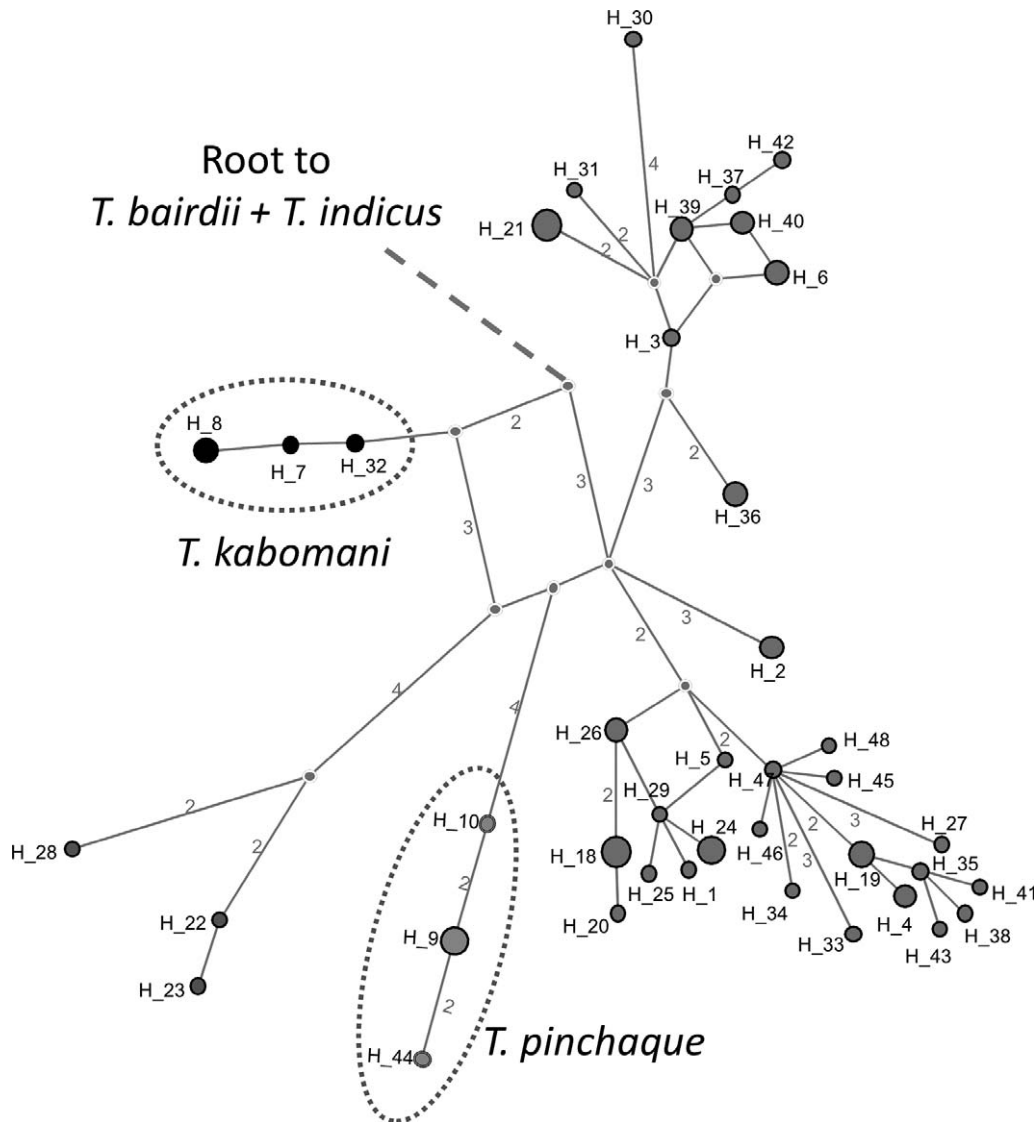 H_30
H_42
Root to
4
H_31
H_37
T. bairdii + T. indicus
H_39
H_40
H_21
2
2
H_6
H_3
H_8
2
H_7
H_32
2
3
3
H_36
T. kabomani
3
2
3
H_2
4
4
H_26
2
H_48
H_5
H_47
H_45
2
H_29
2
2
3
H_10
H_24
H_27
2
H_46
2
3
H_28
H_18
H_35
H_25
H_1
H_19
H_41
2
H_34
H_4
H_22
H_20
H_38
H_9
H_33
H_43
H_23
2
T. pinchaque
H_44